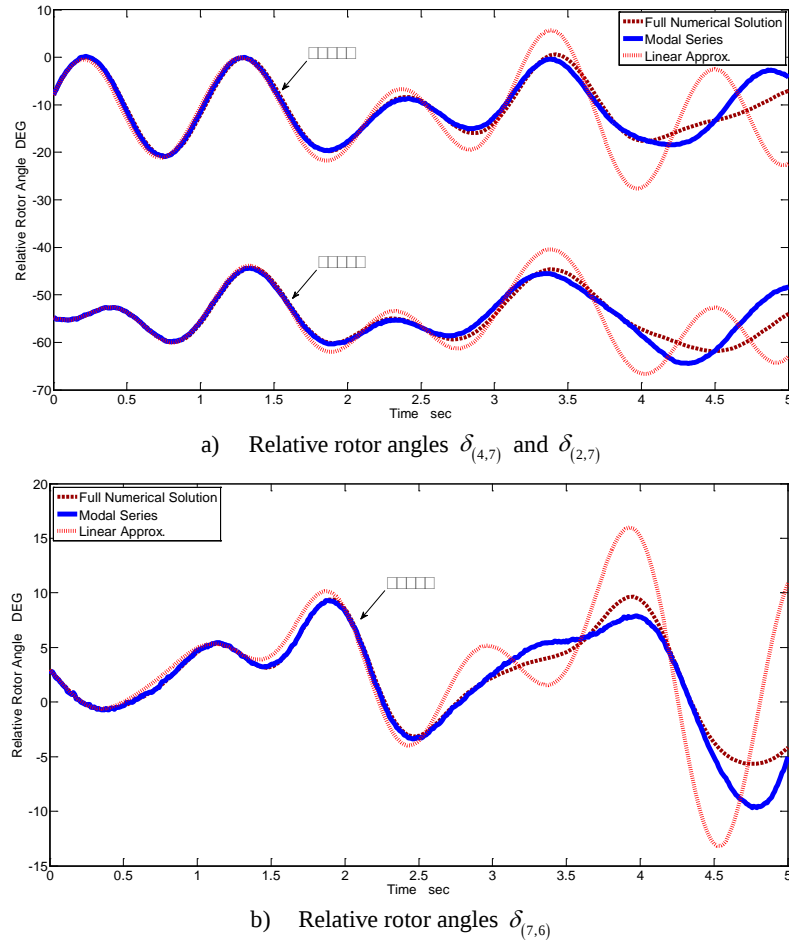 10
0
-10
-20
-30
-40
-50
-60
-70
Relative Rotor Angle DEG
Full Numerical Solution
Modal Series
Linear Approx.
0 0.5 1 1.5 2 2.5 3 3.5 4 4.5 5
Time sec
a) Relative rotor angles δ(4,7) and δ(2,7)
20
15
10
5
0
-5
-10
-15
Relative Rotor Angle DEG
Full Numerical Solution
Modal Series
Linear Approx.
0 0.5 1 1.5 2 2.5 3 3.5 4 4.5 5
Time sec
b) Relative rotor angles δ(7,6)